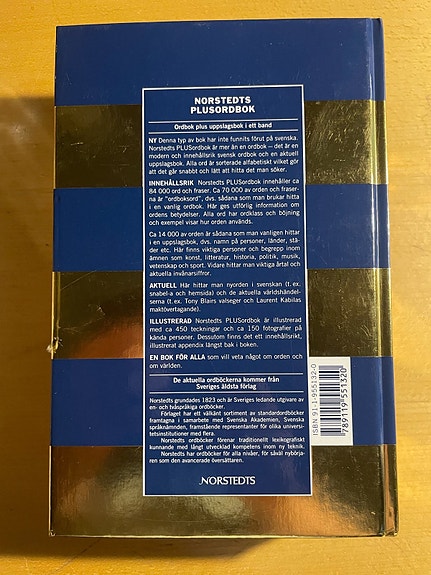 NORSTEDTS
PLUSORDBOK
Ordbok plus uppslagsbok i ett band
NY Denna typ av bok har inte funnits förut på svenska.
Norstedts PLUSordbok är mer än en ordbok – det är en
modern och innehållsrik svensk ordbok och en aktuell
uppslagsbok. Alla ord är sorterade alfabetiskt vilket gör
att det går snabbt och lätt att hitta det man söker.
INNEHÅLLSRIK Norstedts PLUSordbok innehåller ca
84 000 ord och fraser. Ca 70 000 av orden och fraser-
na är "ordboksord", dvs. sådana som man brukar hitta
i en vanlig ordbok. Här ges utförlig information om
ordens betydelser. Alla ord har ordklass och böjning
och exempel visar hur orden används.
Ca 14 000 av orden är sådana som man vanligen hittar
i en uppslagsbok, dvs. namn på personer, länder, stä-
der etc. Här finns viktiga personer och begrepp inom
ämnen som konst, litteratur, historia, politik, musik,
vetenskap och sport. Vidare hittar man viktiga årtal och
aktuella invånarsiffror.
AKTUELL Här hittar man nyorden i svenskan (t. ex.
snabel-a och hemsida) och de aktuella världshändel-
serna (t. ex. Tony Blairs valseger och Laurent Kabilas
maktövertagande).
ILLUSTRERAD Norstedts PLUSordbok är illustrerad
med ca 450 teckningar och ca 150 fotografier på
kända personer. Dessutom finns det ett innehållsrikt,
illustrerat appendix längst bak i boken.
EN BOK FÖR ALLA som vill veta något om orden och
om världen.
De aktuella ordböckerna kommer från
Sveriges äldsta förlag
Norstedts grundades 1823 och är Sveriges ledande utgivare av
en- och tvåspråkiga ordböcker.
Förlaget har ett välkänt sortiment av standardordböcker
framtagna i samarbete med Svenska Akademien, Svenska
språknämnden, framstående representanter för olika universi-
tetsinstitutioner med flera.
Norstedts ordböcker förenar traditionellt lexikografiskt
kunnande med långt utvecklad kompetens inom ny teknik.
Norstedts har ordböcker för alla nivåer, för såväl nybörja-
ren som den avancerade översättaren.
NORSTEDTS
ISBN 91-1-955132-0
789119 551320